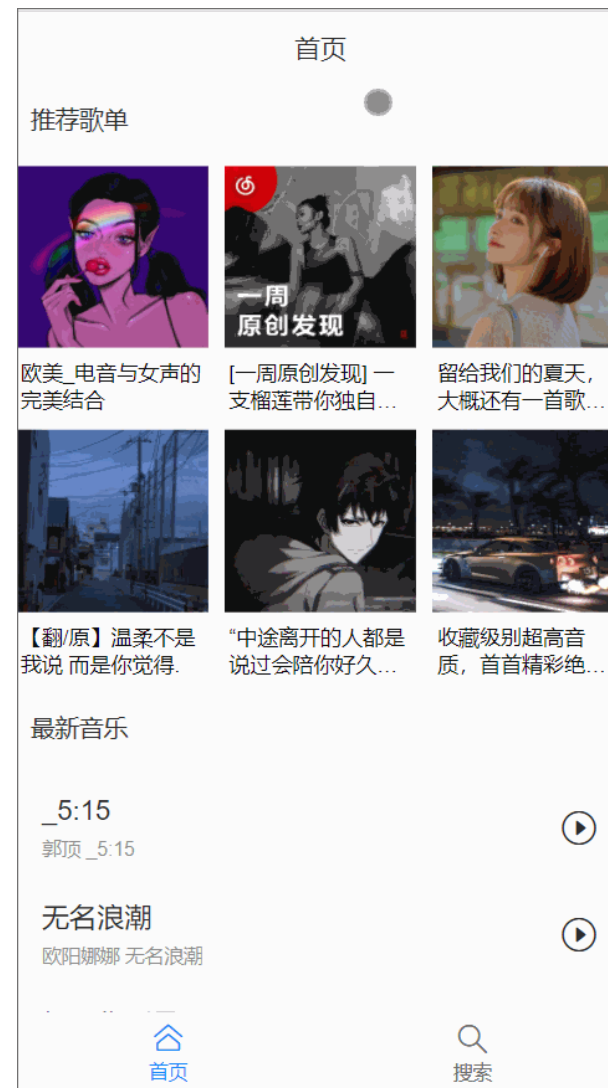 首页
推荐歌单
一周
原创发现
欧美_电音与女声的
完美结合
[一周原创发现] 一
支榴莲带你独自…
留给我们的夏天，
大概还有一首歌…
【翻/原】温柔不是
我说 而是你觉得.
“中途离开的人都是
说过会陪你好久…
收藏级别超高音
质，首首精彩绝…
最新音乐
_5:15
郭顶 _5:15
无名浪潮
欧阳娜娜 无名浪潮
首页
搜索